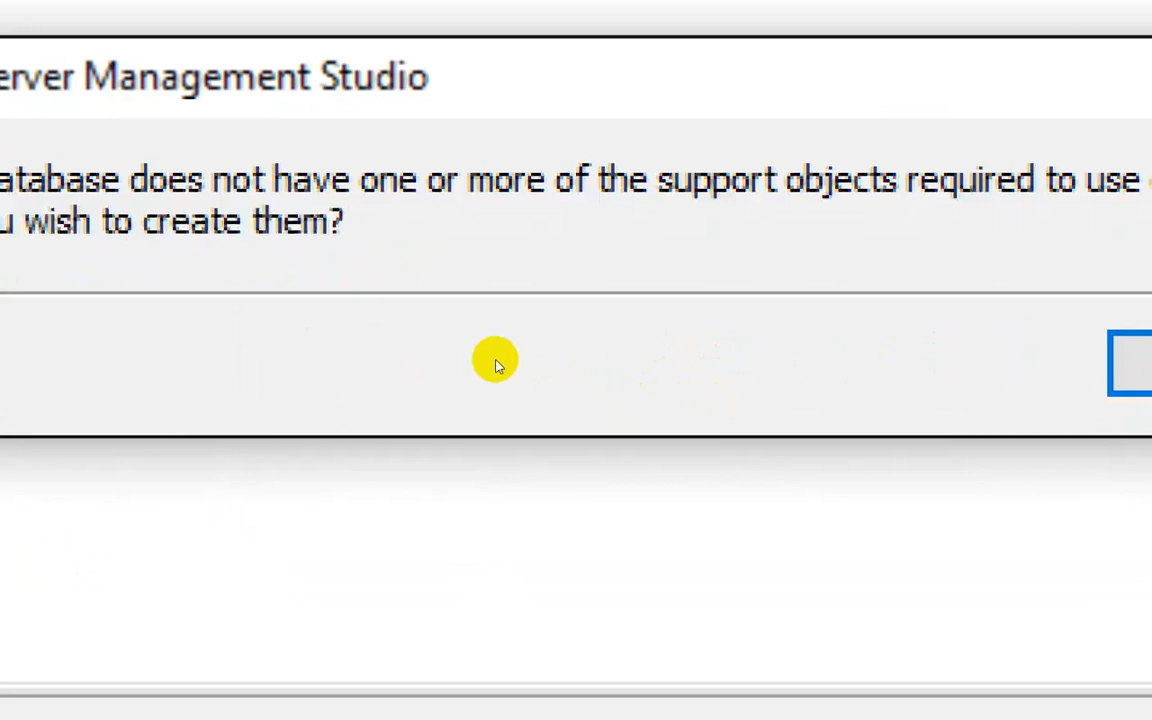 erver Management Studio
atabase does not have one or more of the support objects required to use
u wish to create them?